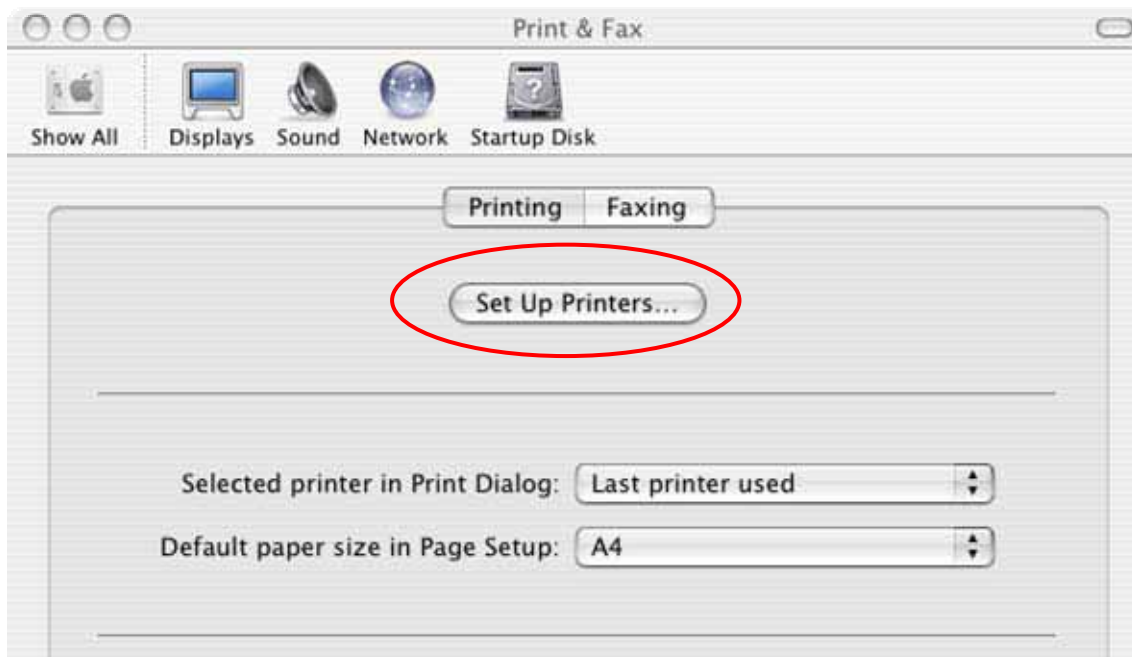 Print & Fax
Show All Displays Sound Network Startup Disk
Printing Faxing
Set Up Printers...
Selected printer in Print Dialog: Last printer used
Default paper size in Page Setup: A4